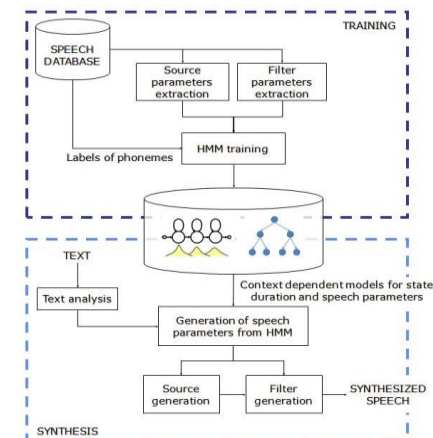 TRAINING
SPEECH
DATABASE
Source
parameters
extraction
Filter
parameters
extraction
Labels of phonemes
HMM training
TEXT
Context dependent models for state
duration and speech parameters
Text analysis
Generation of speech
parameters from HMM
Source
generation
Filter
generation
SYNTHESIZED
SPEECH
SYNTHESIS